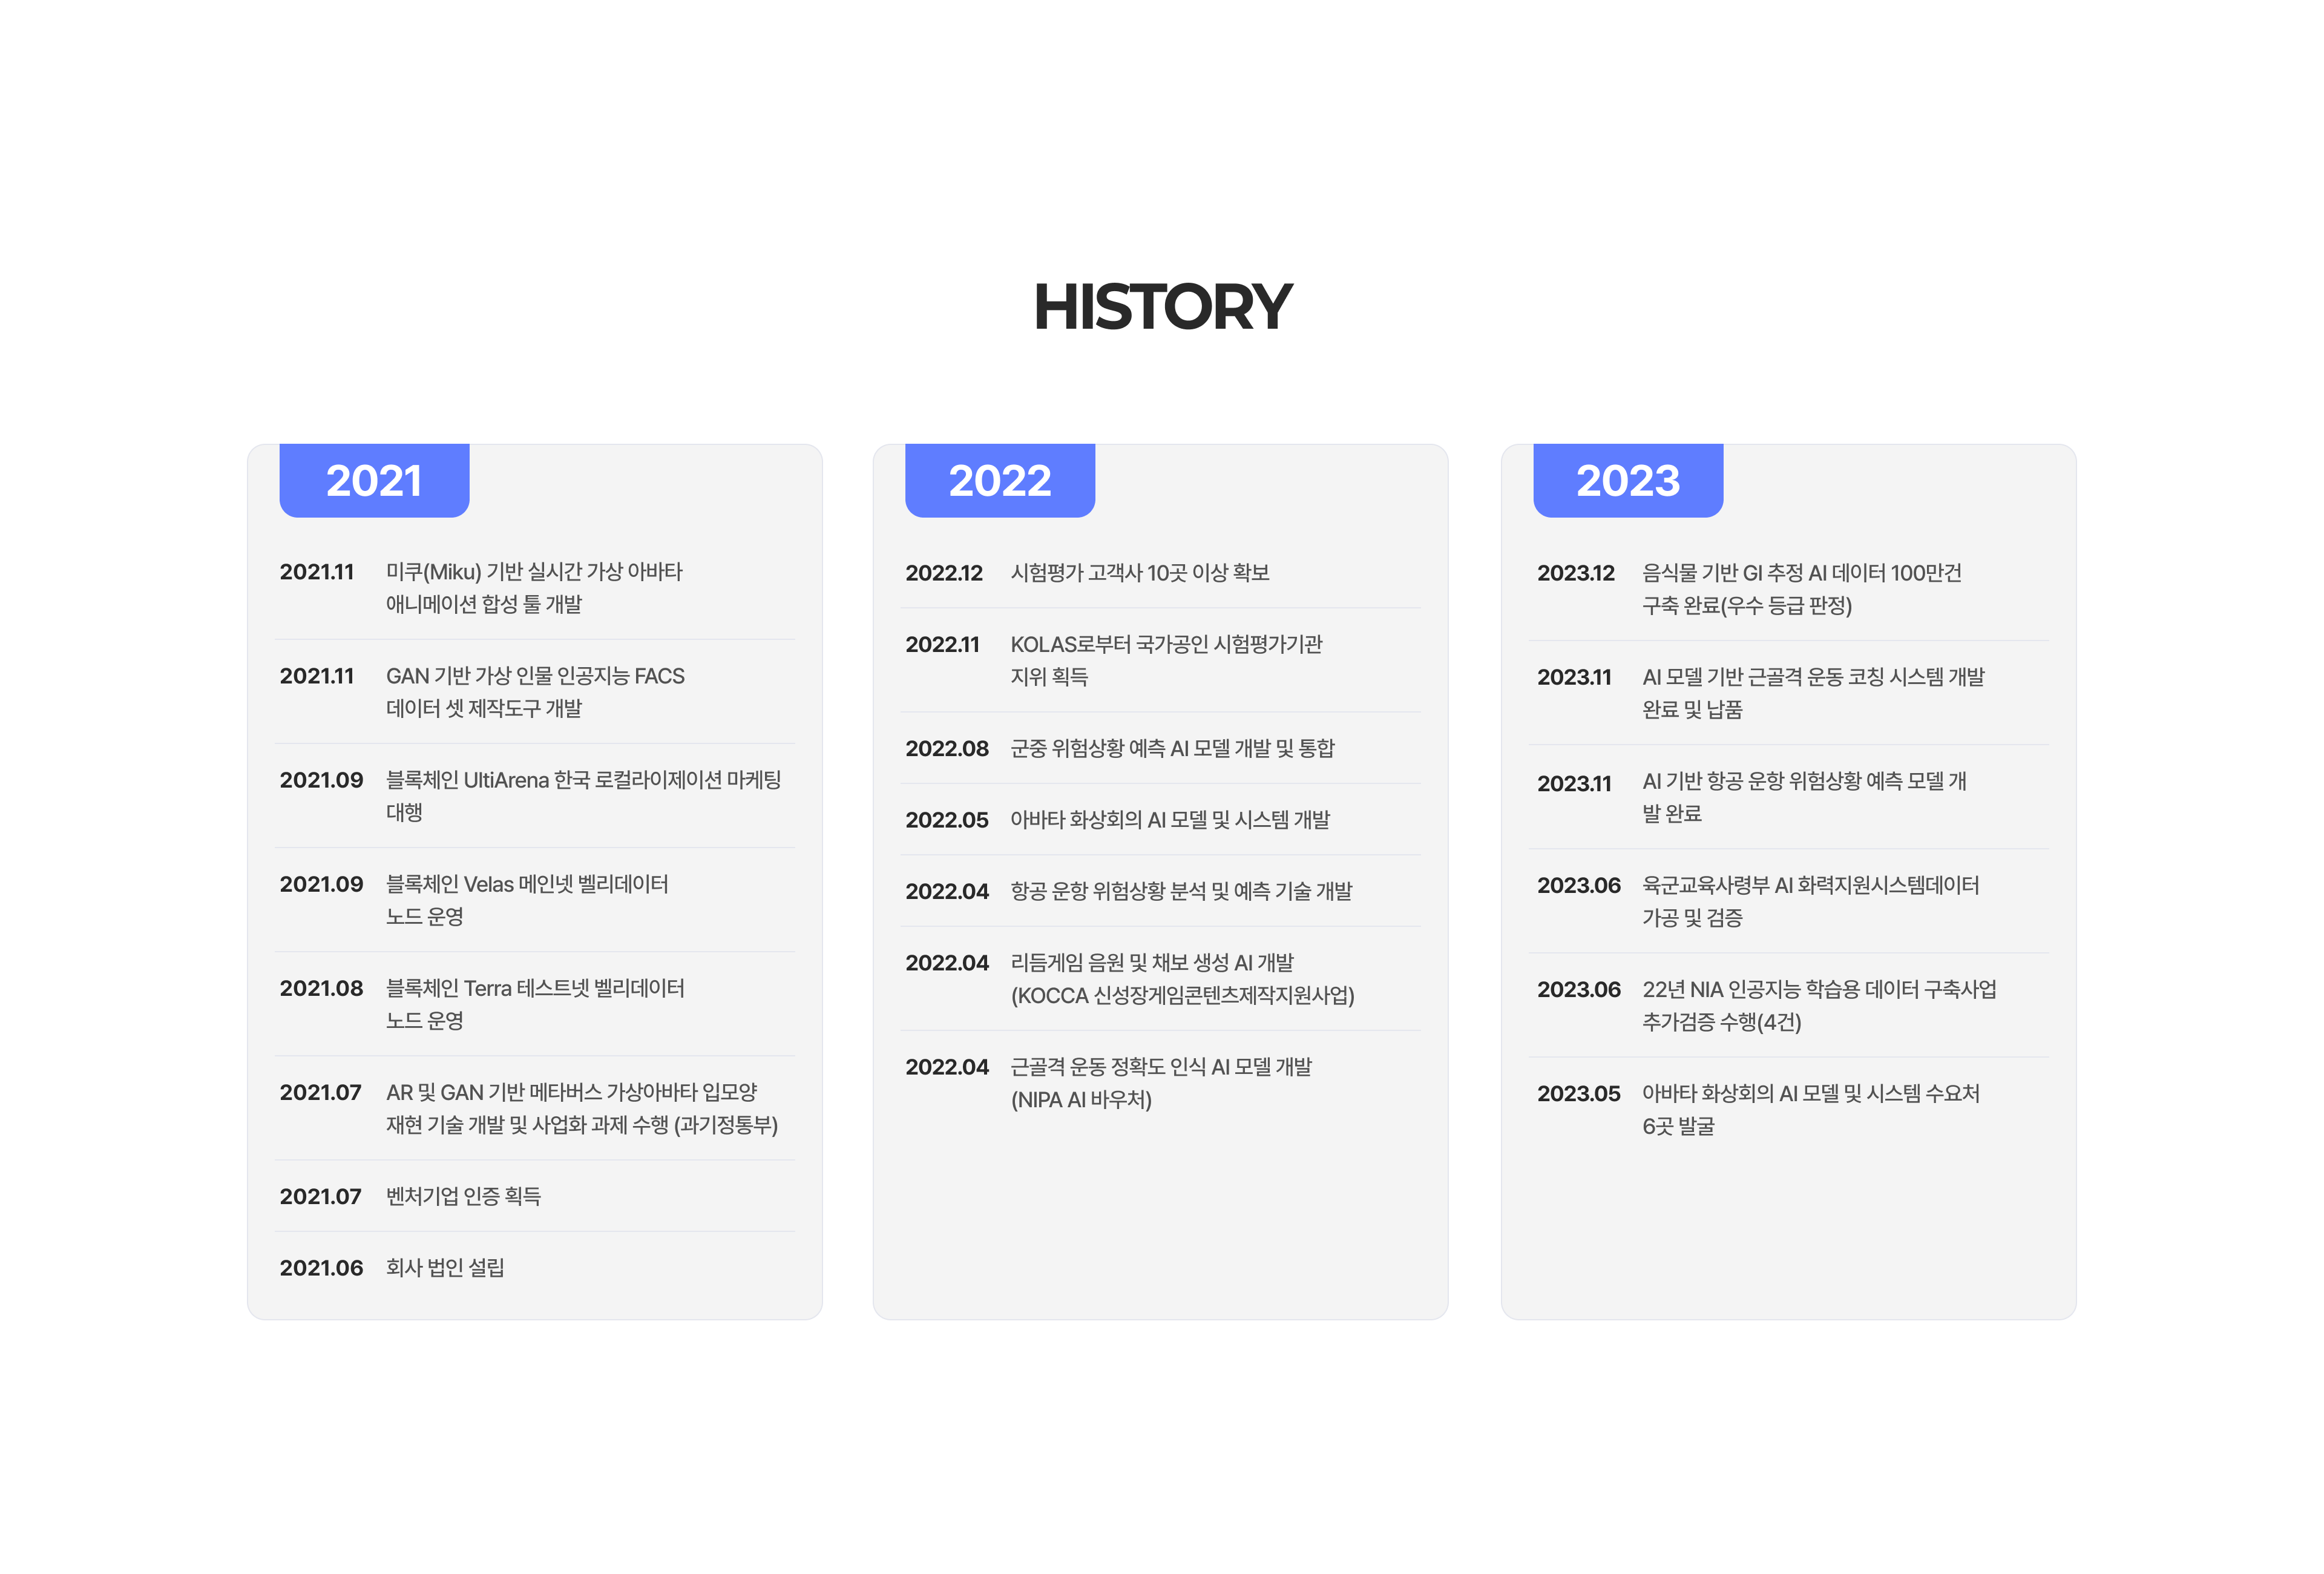 HISTORY
2021
2021.11 미쿠(Miku) 기반 실시간 가상 아바타
애니메이션 합성 툴 개발
2021.11 GAN 기반 가상 인물 인공지능 FACS
데이터 셋 제작도구 개발
2021.09 블록체인 UltiArena 한국 로컬라이제이션 마케팅
대행
2021.09 블록체인 Velas 메인넷 벨리데이터
노드 운영
2021.08 블록체인 Terra 테스트넷 벨리데이터
노드 운영
2021.07 AR 및 GAN 기반 메타버스 가상아바타 입모양
재현 기술 개발 및 사업화 과제 수행 (과기정통부)
2021.07 벤처기업 인증 획득
2021.06 회사 법인 설립
2022
2022.12 시험평가 고객사 10곳 이상 확보
2022.11 KOLAS로부터 국가공인 시험평가기관
지위 획득
2022.08 군중 위험상황 예측 AI 모델 개발 및 통합
2022.05 아바타 화상회의 AI 모델 및 시스템 개발
2022.04 항공 운항 위험상황 분석 및 예측 기술 개발
2022.04 리듬게임 음원 및 채보 생성 AI 개발
(KOCCA 신성장게임콘텐츠제작지원사업)
2022.04 근골격 운동 정확도 인식 AI 모델 개발
(NIPA AI 바우처)
2023
2023.12 음식물 기반 GI 추정 AI 데이터 100만건
구축 완료(우수 등급 판정)
2023.11 AI 모델 기반 근골격 운동 코칭 시스템 개발
완료 및 납품
2023.11 AI 기반 항공 운항 위험상황 예측 모델 개
발 완료
2023.06 육군교육사령부 AI 화력지원시스템데이터
가공 및 검증
2023.06 22년 NIA 인공지능 학습용 데이터 구축사업
추가검증 수행(4건)
2023.05 아바타 화상회의 AI 모델 및 시스템 수요처
6곳 발굴